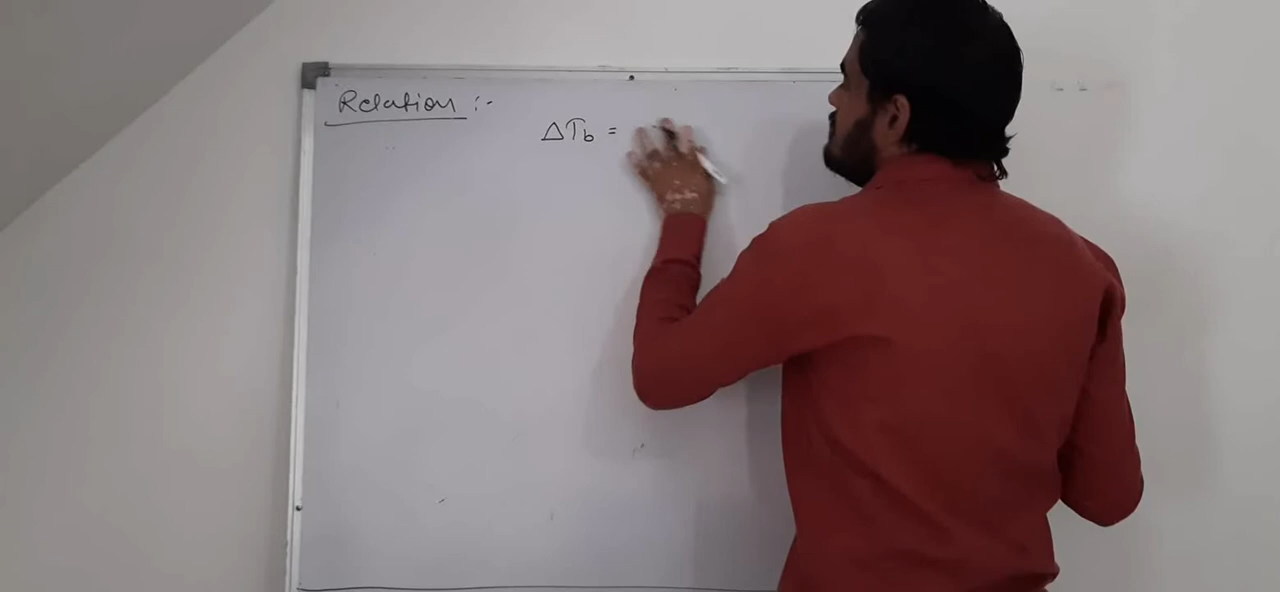 Relation :-
ΔTb =